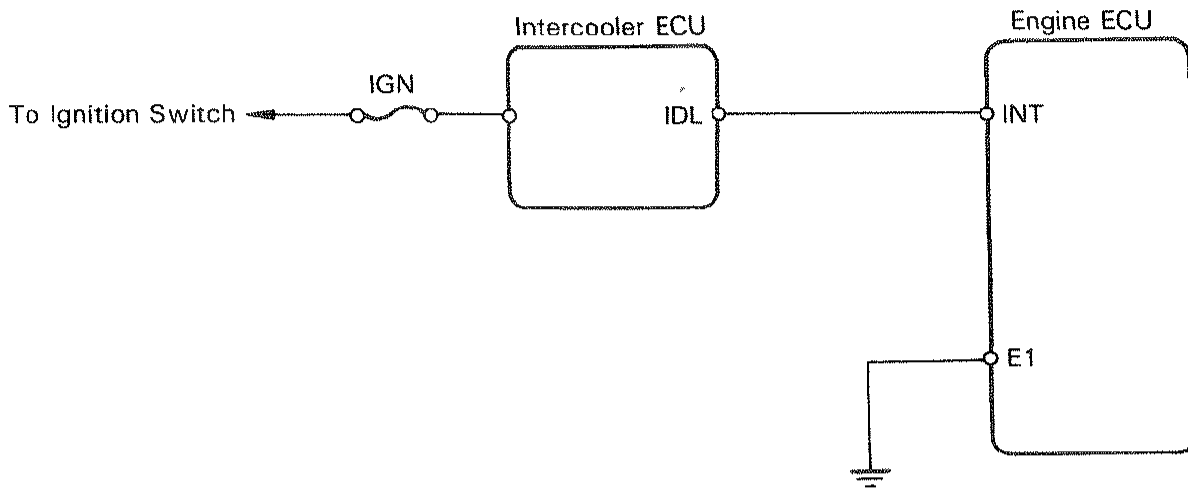 Intercooler ECU
Engine ECU
IGN
To Ignition Switch
IDL
INT
E1